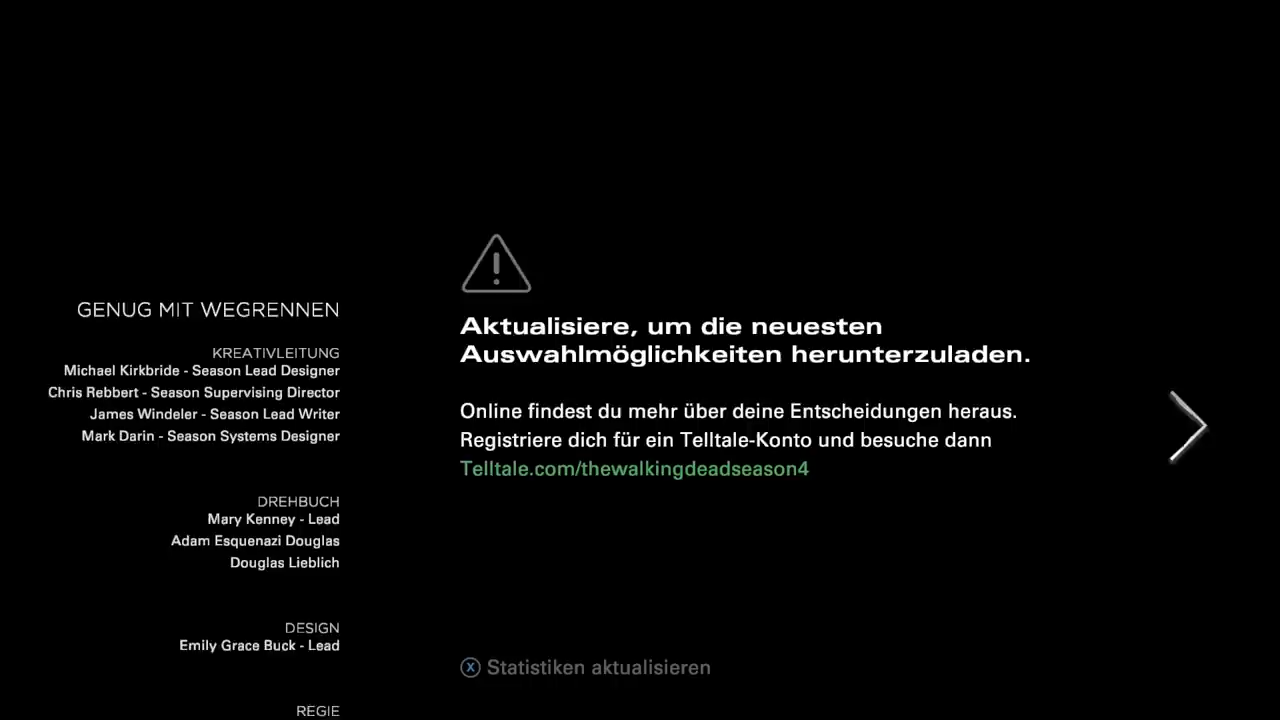 GENUG MIT WEGRENNEN
KREATIVLEITUNG
Michael Kirkbride - Season Lead Designer
Chris Rebbert - Season Supervising Director
James Windeler - Season Lead Writer
Mark Darin - Season Systems Designer
DREHBUCH
Mary Kenney - Lead
Adam Esquenazi Douglas
Douglas Lieblich
DESIGN
Emily Grace Buck - Lead
REGIE
Aktualisiere, um die neuesten
Auswahlmöglichkeiten herunterzuladen.
Online findest du mehr über deine Entscheidungen heraus.
Registriere dich für ein Telltale-Konto und besuche dann
Telltale.com/thewalkingdeadseason4
X Statistiken aktualisieren